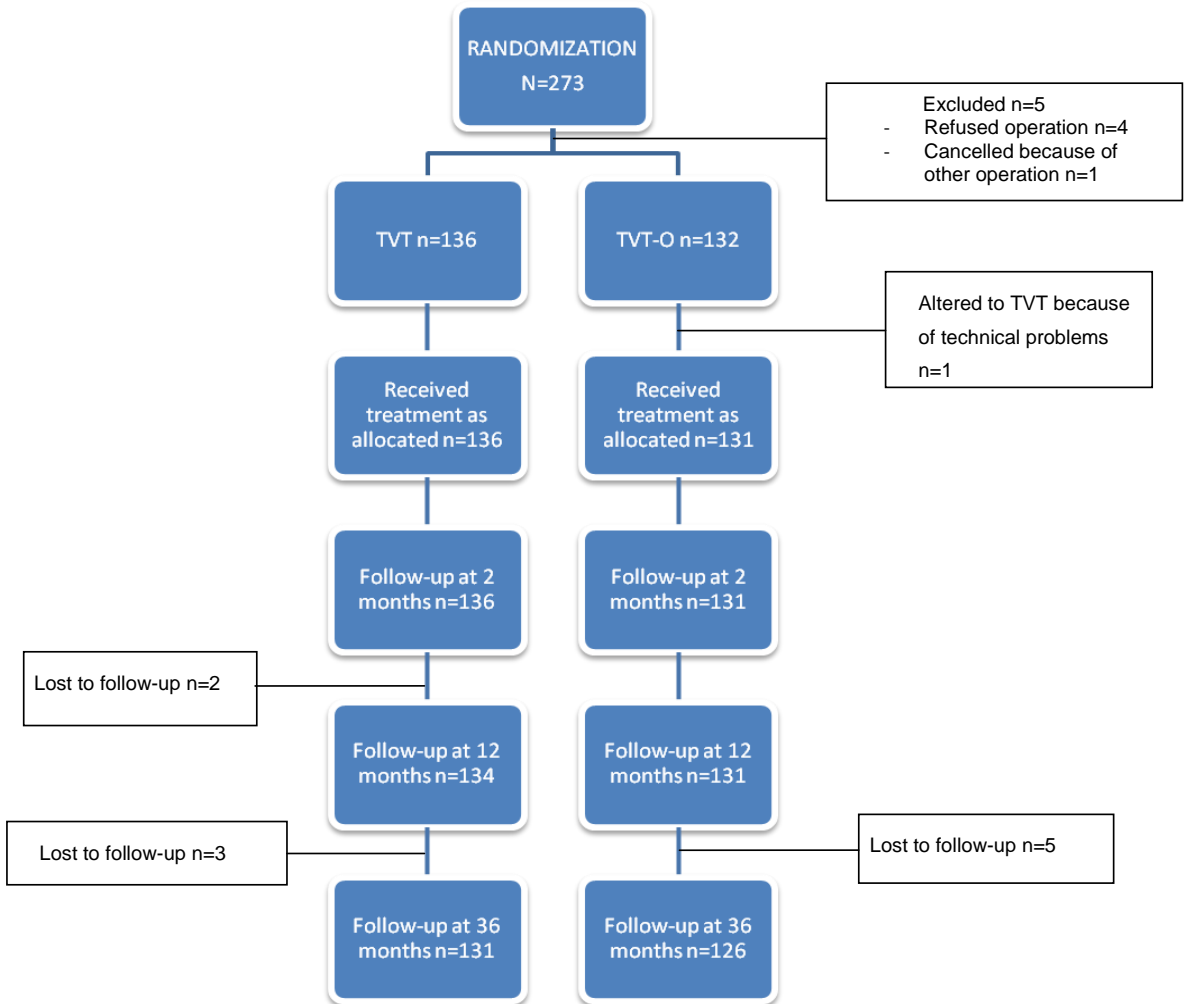 RANDOMIZATION
N=273
Excluded n=5
- Refused operation n=4
- Cancelled because of
other operation n=1
TVT n=136
TVT-O n=132
Altered to TVT because
of technical problems
n=1
Received
treatment as
allocated n=136
Received
treatment as
allocated n=131
Follow-up at 2
months n=136
Follow-up at 2
months n=131
Lost to follow-up n=2
Follow-up at 12
months n=134
Follow-up at 12
months n=131
Lost to follow-up n=3
Lost to follow-up n=5
Follow-up at 36
months n=131
Follow-up at 36
months n=126